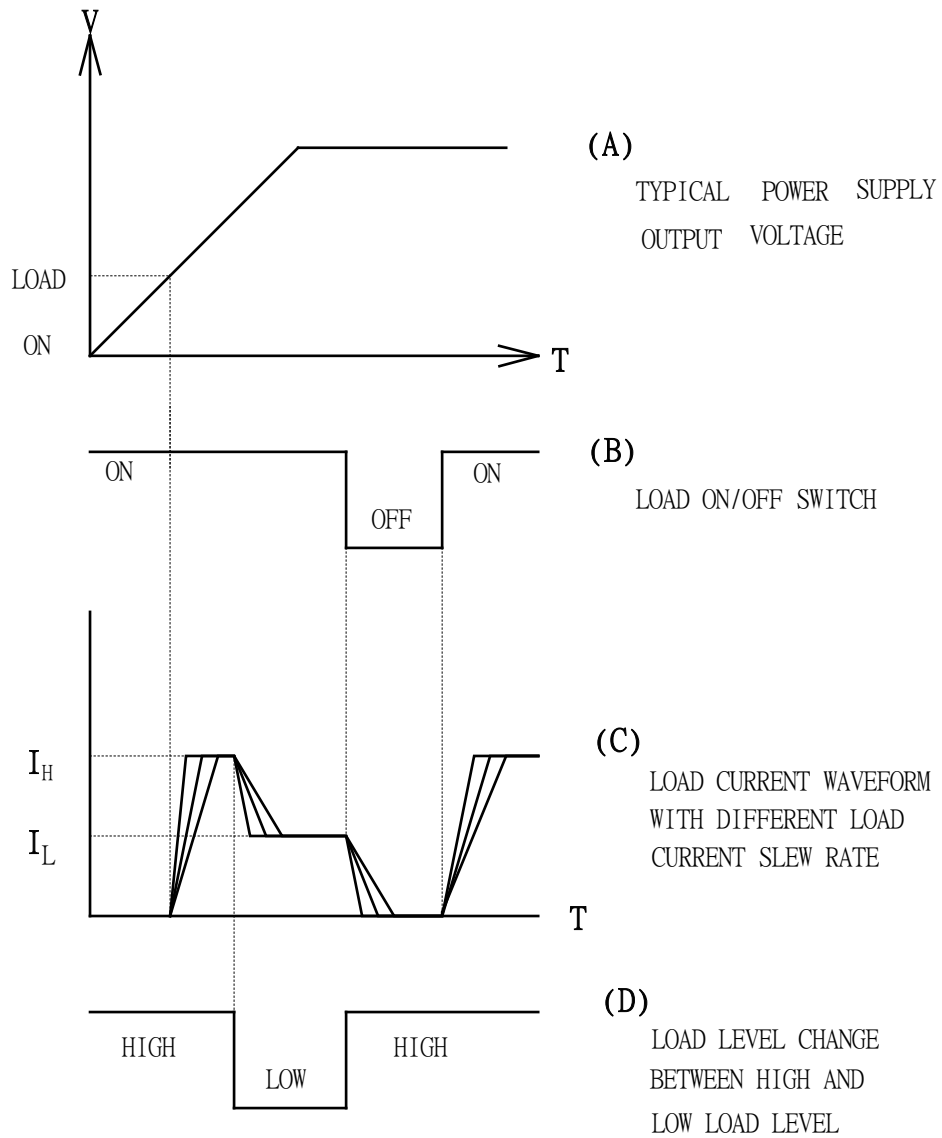 V
(A)
TYPICAL POWER SUPPLY
OUTPUT VOLTAGE
LOAD
ON
T
ON
ON
OFF
(B)
LOAD ON/OFF SWITCH
I_H
I_L
(C)
LOAD CURRENT WAVEFORM
WITH DIFFERENT LOAD
CURRENT SLEW RATE
T
HIGH
LOW
HIGH
(D)
LOAD LEVEL CHANGE
BETWEEN HIGH AND
LOW LOAD LEVEL